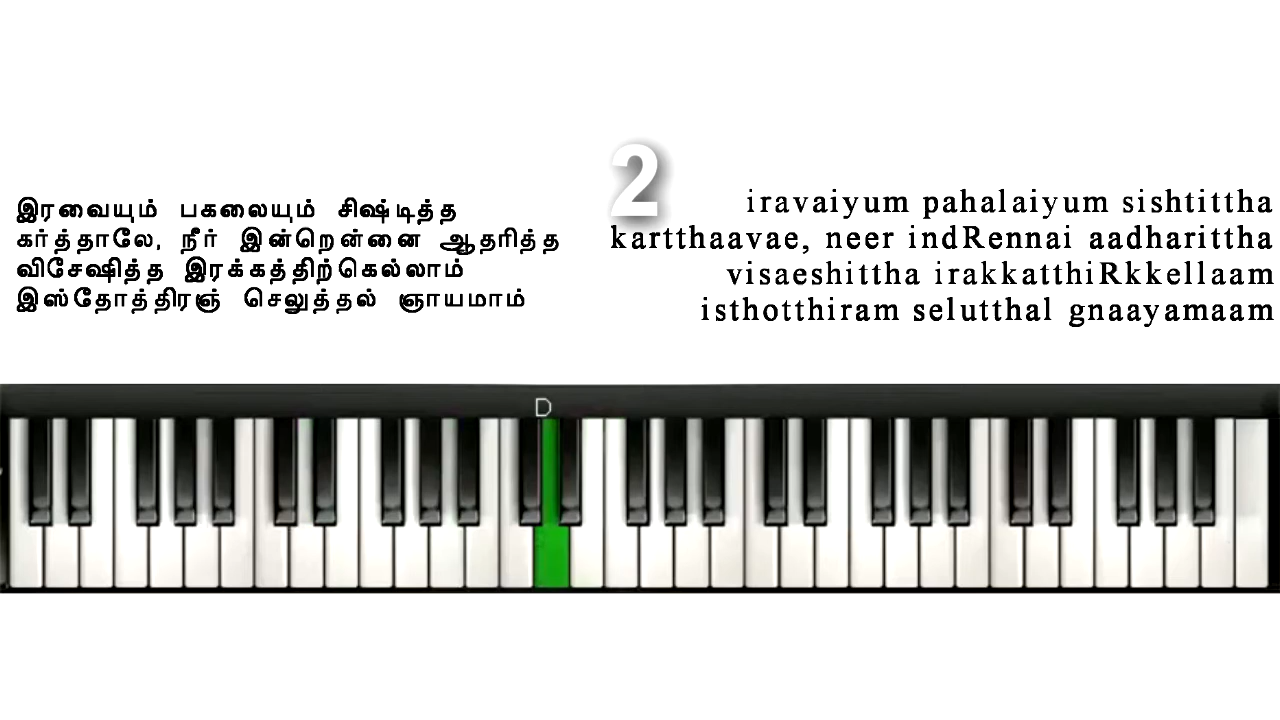 2
இரவையும் பகலையும் சிஷ்டித்த
கர்த்தாலே, நீர் இன்றென்னை ஆதரித்த
விசேஷித்த இரக்கத்திற்கெல்லாம்
இஸ்தோத்திரஞ் செலுத்தல் ஞாயமாம்
iravaiyum pahalaiyum sishtittha
kartthaavae, neer indRennai aadharittha
visaeshittha irakkatthiRkkellaam
isthotthiram selutthal gnaayamaam
D